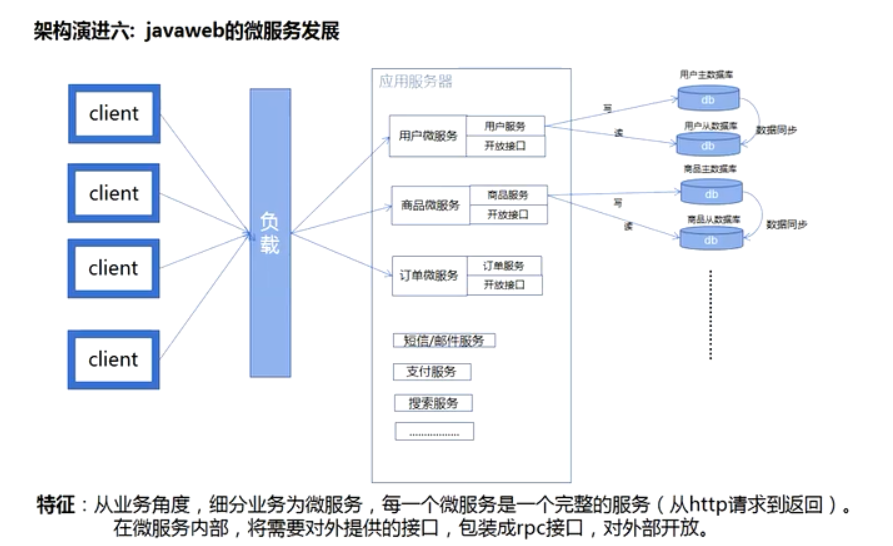 架构演进六: javaweb的微服务发展
client
client
client
client
负载
应用服务器
用户微服务
用户服务
开放接口
商品微服务
商品服务
开放接口
订单微服务
订单服务
开放接口
短信/邮件服务
支付服务
搜索服务
.................
写
读
写
读
用户主数据库
db
用户从数据库
db
数据同步
商品主数据库
db
商品从数据库
db
数据同步
特征：从业务角度，细分业务为微服务，每一个微服务是一个完整的服务（从http请求到返回）。
在微服务内部，将需要对外提供的接口，包装成rpc接口，对外部开放。